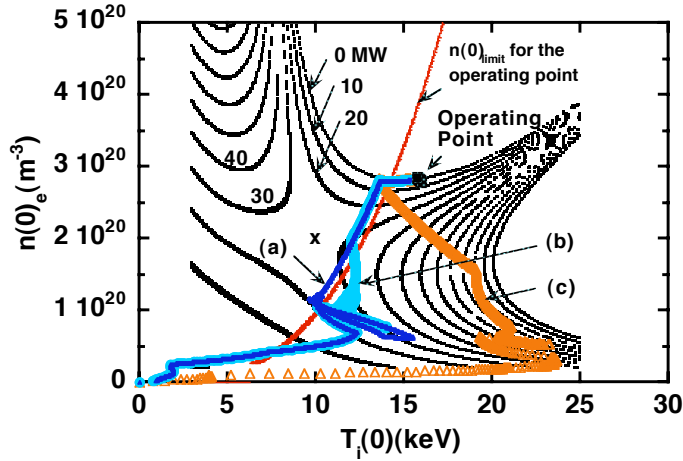 5 10^20
4 10^20
3 10^20
2 10^20
1 10^20
0
n(0)_e(m^-3)
0 MW
10
20
40
30
n(0)_limit for the
operating point
Operating
Point
(a)
x
(b)
(c)
0
5
10
15
20
25
30
T_i(0)(keV)